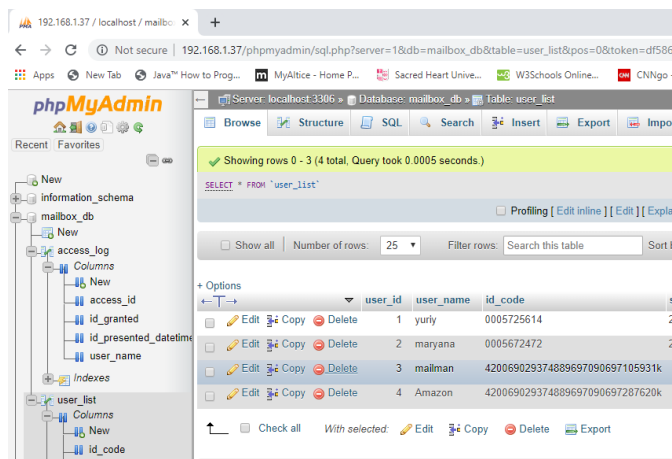 192.168.1.37 / localhost / mailbo
Not secure | 192.168.1.37/phpmyadmin/sql.php?server=1&db=mailbox_db&table=user_list&pos=0&token=df586
Apps New Tab Java™ How to Prog... MyAltice - Home P... Sacred Heart Unive... W3Schools Online... CNNgo -
phpMyAdmin
Recent Favorites
New
information_schema
mailbox_db
New
access_log
Columns
New
access_id
id_granted
id_presented_datetime
user_name
Indexes
user_list
Columns
New
id_code
Server: localhost:3306 » Database: mailbox_db » Table: user_list
Browse Structure SQL Search Insert Export Impo
Showing rows 0 - 3 (4 total, Query took 0.0005 seconds.)
SELECT * FROM `user_list`
Profiling [ Edit inline ] [ Edit ] [ Expla
Show all Number of rows: 25 Filter rows: Search this table Sort
+ Options
user_id user_name id_code
Edit Copy Delete 1 yuriy 0005725614
Edit Copy Delete 2 maryana 0005672472
Edit Copy Delete 3 mailman 420069029374889697090697105931k
Edit Copy Delete 4 Amazon 420069029374889697090697287620k
Check all With selected: Edit Copy Delete Export